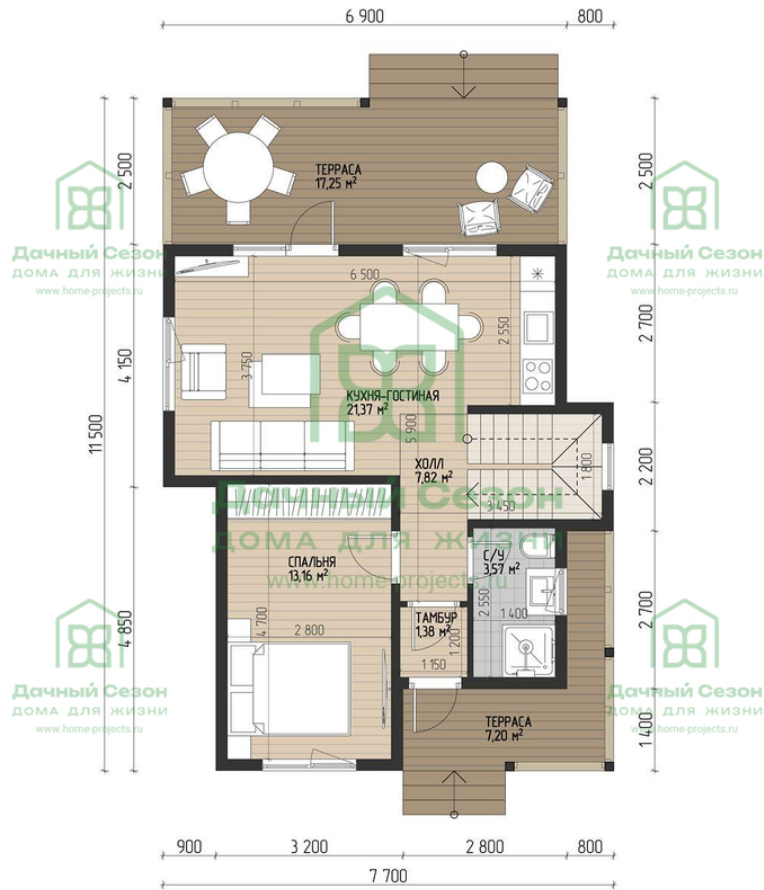 6 900
800
2 500
2 500
ТЕРРАСА
17,25 м²
Дачный Сезон
ДОМА ДЛЯ ЖИЗНИ
www.home-projects.ru
Дачный Сезон
ДОМА ДЛЯ ЖИЗНИ
www.home-projects.ru
6 500
2 550
3 750
2 700
4 150
КУХНЯ-ГОСТИНАЯ
21,37 м²
5 900
11 500
ХОЛЛ
7,82 м²
1 800
2 200
3 450
Дачный Сезон
ДОМА ДЛЯ ЖИЗНИ
www.home-projects.ru
СПАЛЬНЯ
13,16 м²
С/У
3,57 м²
2 550
1 400
ТАМБУР
1,38 м²
1 200
1 150
4 700
2 800
4 850
2 700
Дачный Сезон
ДОМА ДЛЯ ЖИЗНИ
www.home-projects.ru
Дачный Сезон
ДОМА ДЛЯ ЖИЗНИ
www.home-projects.ru
ТЕРРАСА
7,20 м²
1 400
900
3 200
2 800
800
7 700